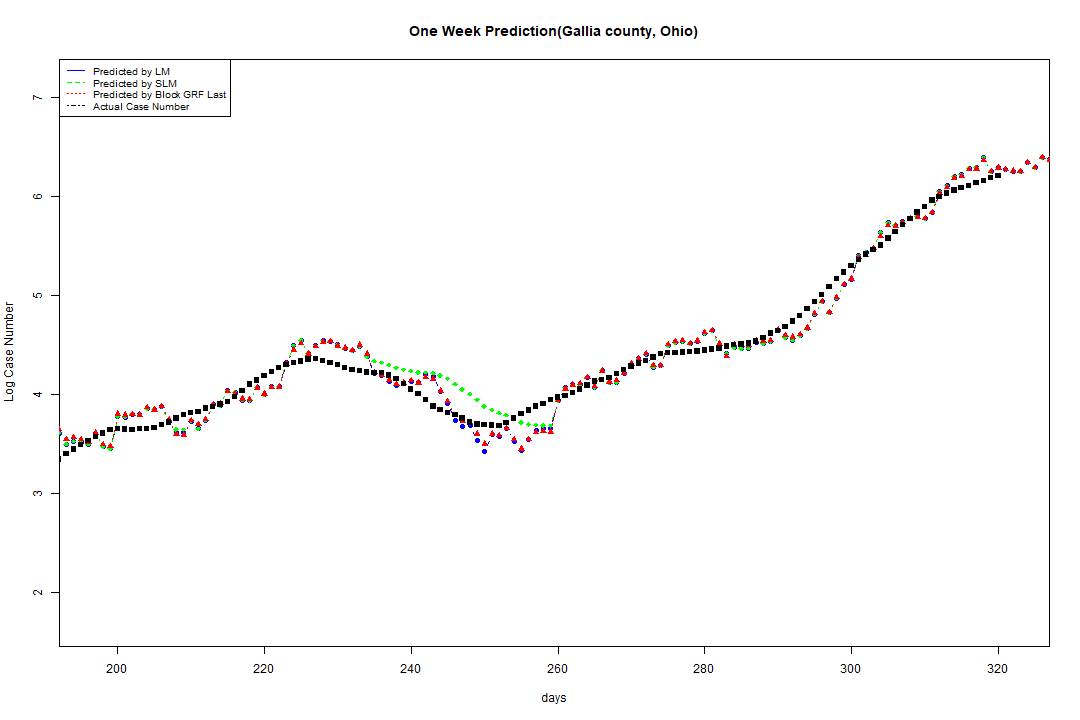 One Week Prediction(Gallia county, Ohio)
Predicted by LM
Predicted by SLM
Predicted by Block GRF Last
Actual Case Number
7
6
5
4
3
2
Log Case Number
200 220 240 260 280 300 320
days